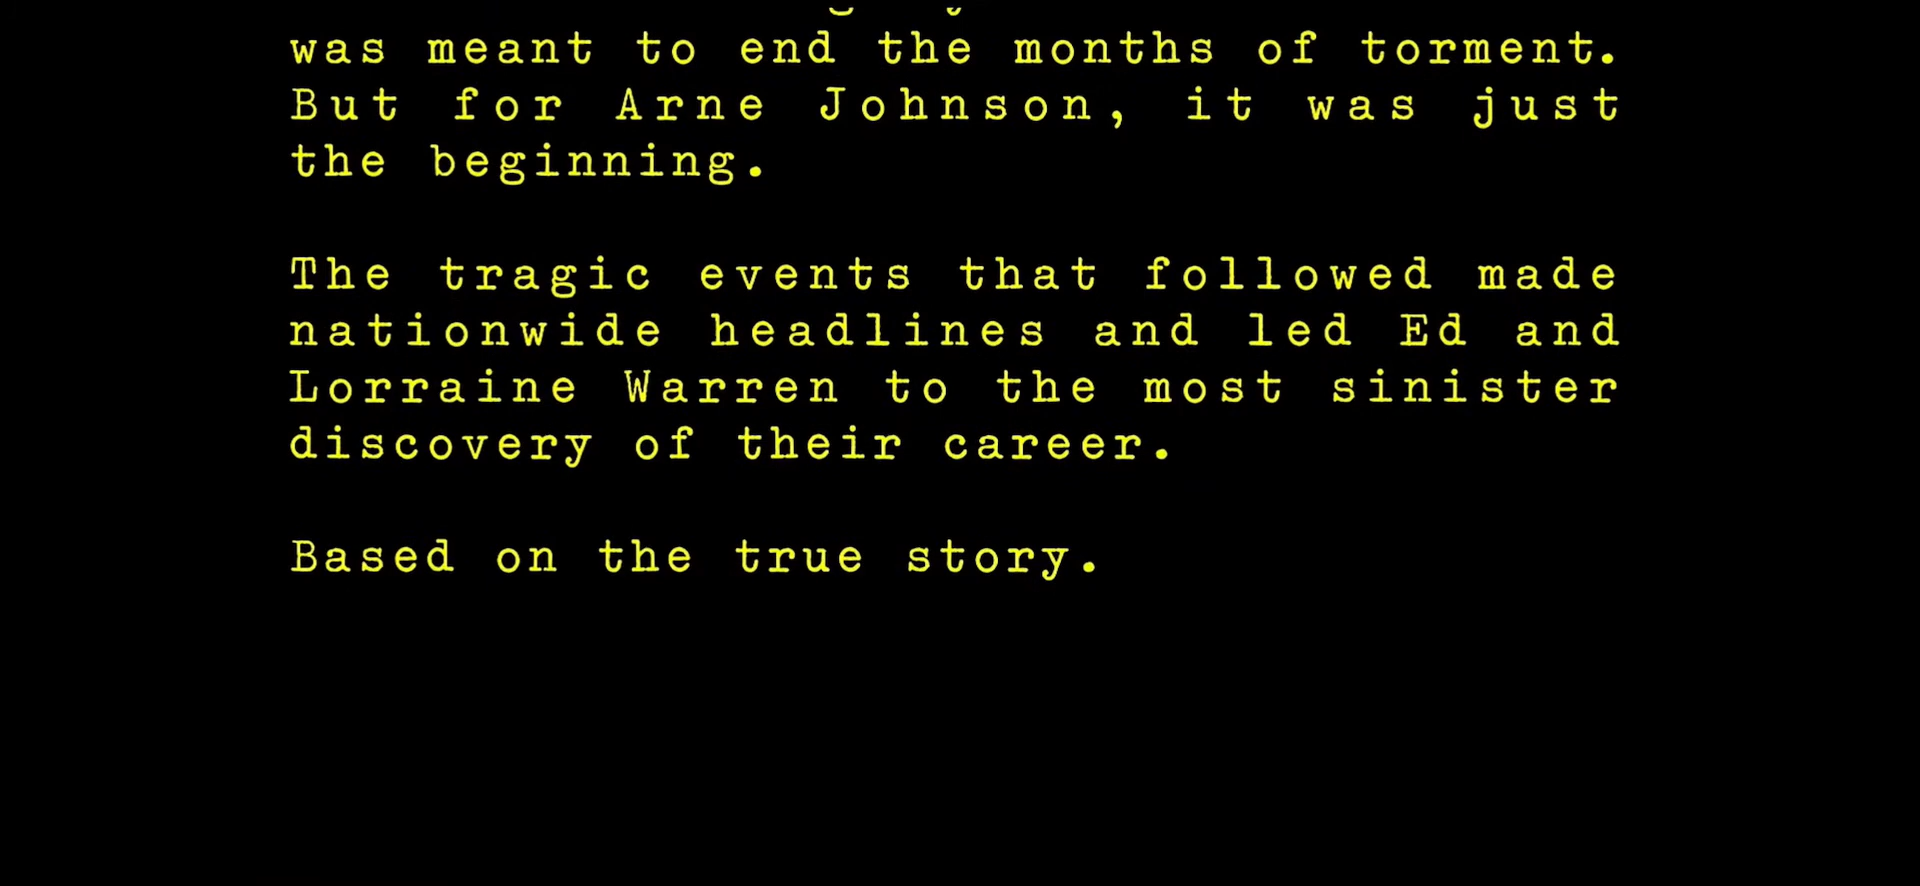 was meant to end the months of torment.
But for Arne Johnson, it was just
the beginning.
The tragic events that followed made
nationwide headlines and led Ed and
Lorraine Warren to the most sinister
discovery of their career.
Based on the true story.